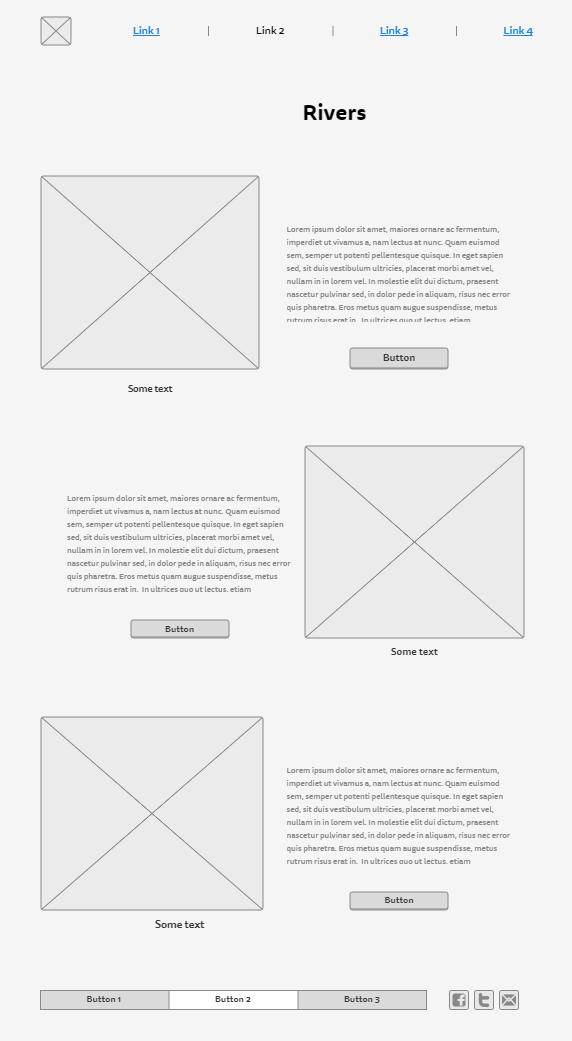 Link 1 | Link 2 | Link 3 | Link 4
Rivers
Lorem ipsum dolor sit amet, maiores ornare ac fermentum,
imperdiet ut vivamus a, nam lectus at nunc. Quam euismod
sem, semper ut potenti pellentesque quisque. In eget sapien
sed, sit duis vestibulum ultricies, placerat morbi amet vel,
nullam in in lorem vel. In molestie elit dui dictum, praesent
nascetur pulvinar sed, in dolor pede in aliquam, risus nec error
quis pharetra. Eros metus quam augue suspendisse, metus
rutrum risus erat in. In ultrices quo ut lectus, etiam
Button
Some text
Lorem ipsum dolor sit amet, maiores ornare ac fermentum,
imperdiet ut vivamus a, nam lectus at nunc. Quam euismod
sem, semper ut potenti pellentesque quisque. In eget sapien
sed, sit duis vestibulum ultricies, placerat morbi amet vel,
nullam in in lorem vel. In molestie elit dui dictum, praesent
nascetur pulvinar sed, in dolor pede in aliquam, risus nec error
quis pharetra. Eros metus quam augue suspendisse, metus
rutrum risus erat in. In ultrices quo ut lectus, etiam
Button
Some text
Lorem ipsum dolor sit amet, maiores ornare ac fermentum,
imperdiet ut vivamus a, nam lectus at nunc. Quam euismod
sem, semper ut potenti pellentesque quisque. In eget sapien
sed, sit duis vestibulum ultricies, placerat morbi amet vel,
nullam in in lorem vel. In molestie elit dui dictum, praesent
nascetur pulvinar sed, in dolor pede in aliquam, risus nec error
quis pharetra. Eros metus quam augue suspendisse, metus
rutrum risus erat in. In ultrices quo ut lectus, etiam
Button
Some text
Button 1 Button 2 Button 3